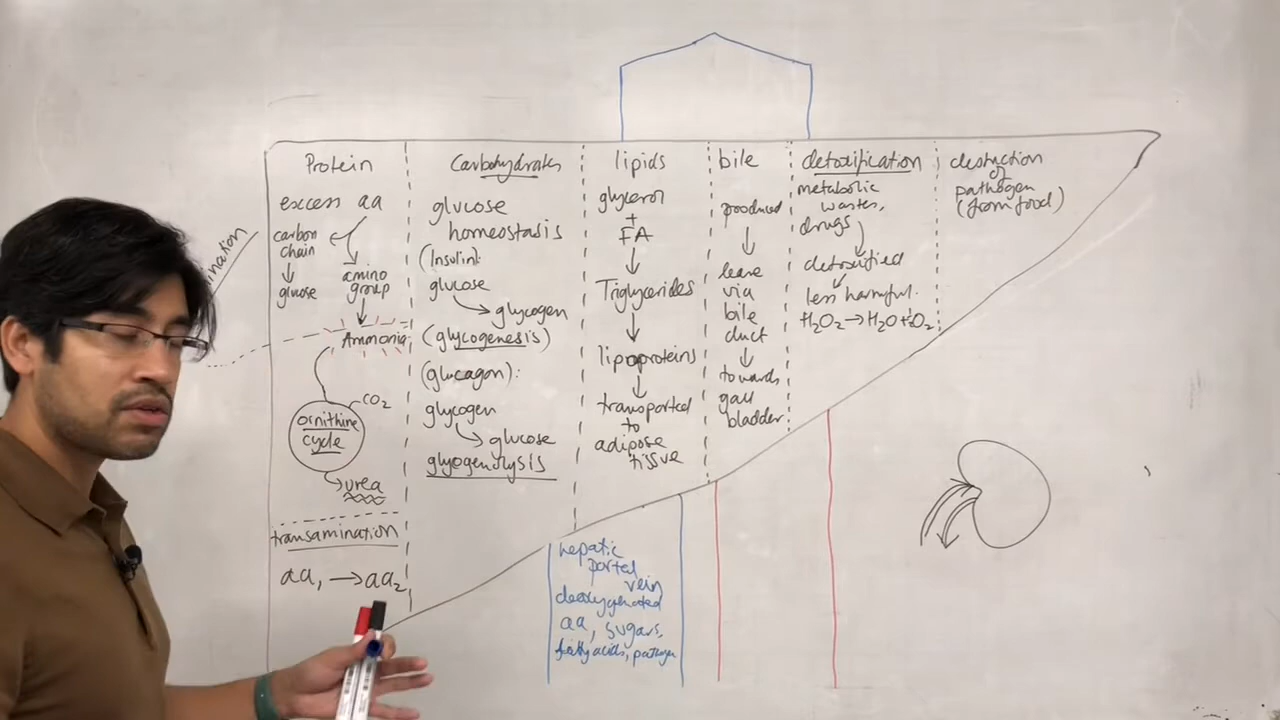 Protein
excess aa
carbon
chain
glucose
amino
group
Ammonia
CO2
ornithine
cycle
urea
transamination
aa1 → aa2
Carbohydrates
glucose
homeostasis
(Insulin):
glucose
glycogen
(glycogenesis)
(glucagon):
glycogen
glucose
glyogenolysis
lipids
glycerol
+
FA
Triglycerides
lipoproteins
transported
to
adipose
tissue
bile
produced
leave
via
bile
duct
towards
gall
bladder
detoxification
metabolic
wastes,
drugs
detoxified
less harmful.
H2O2 → H2O + O2
destruction
of
pathogen
(from food)
ination
hepatic
portal
vein
deoxygenated
aa, sugars,
fatty acids, pathogen